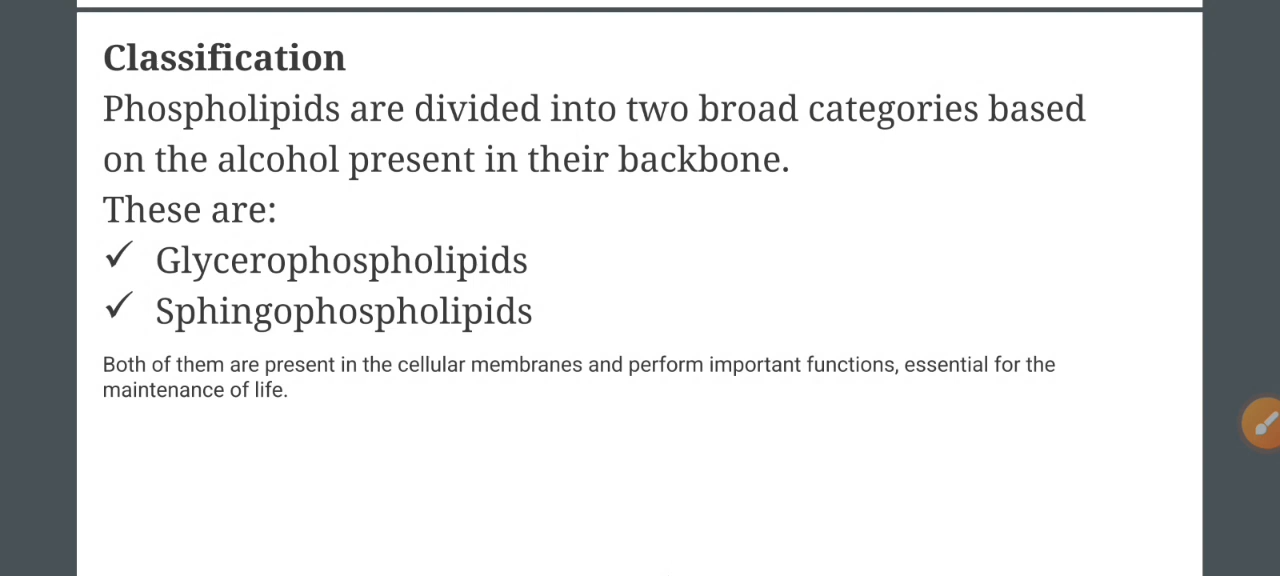 Classification
Phospholipids are divided into two broad categories based
on the alcohol present in their backbone.
These are:
✓ Glycerophospholipids
✓ Sphingophospholipids
Both of them are present in the cellular membranes and perform important functions, essential for the
maintenance of life.